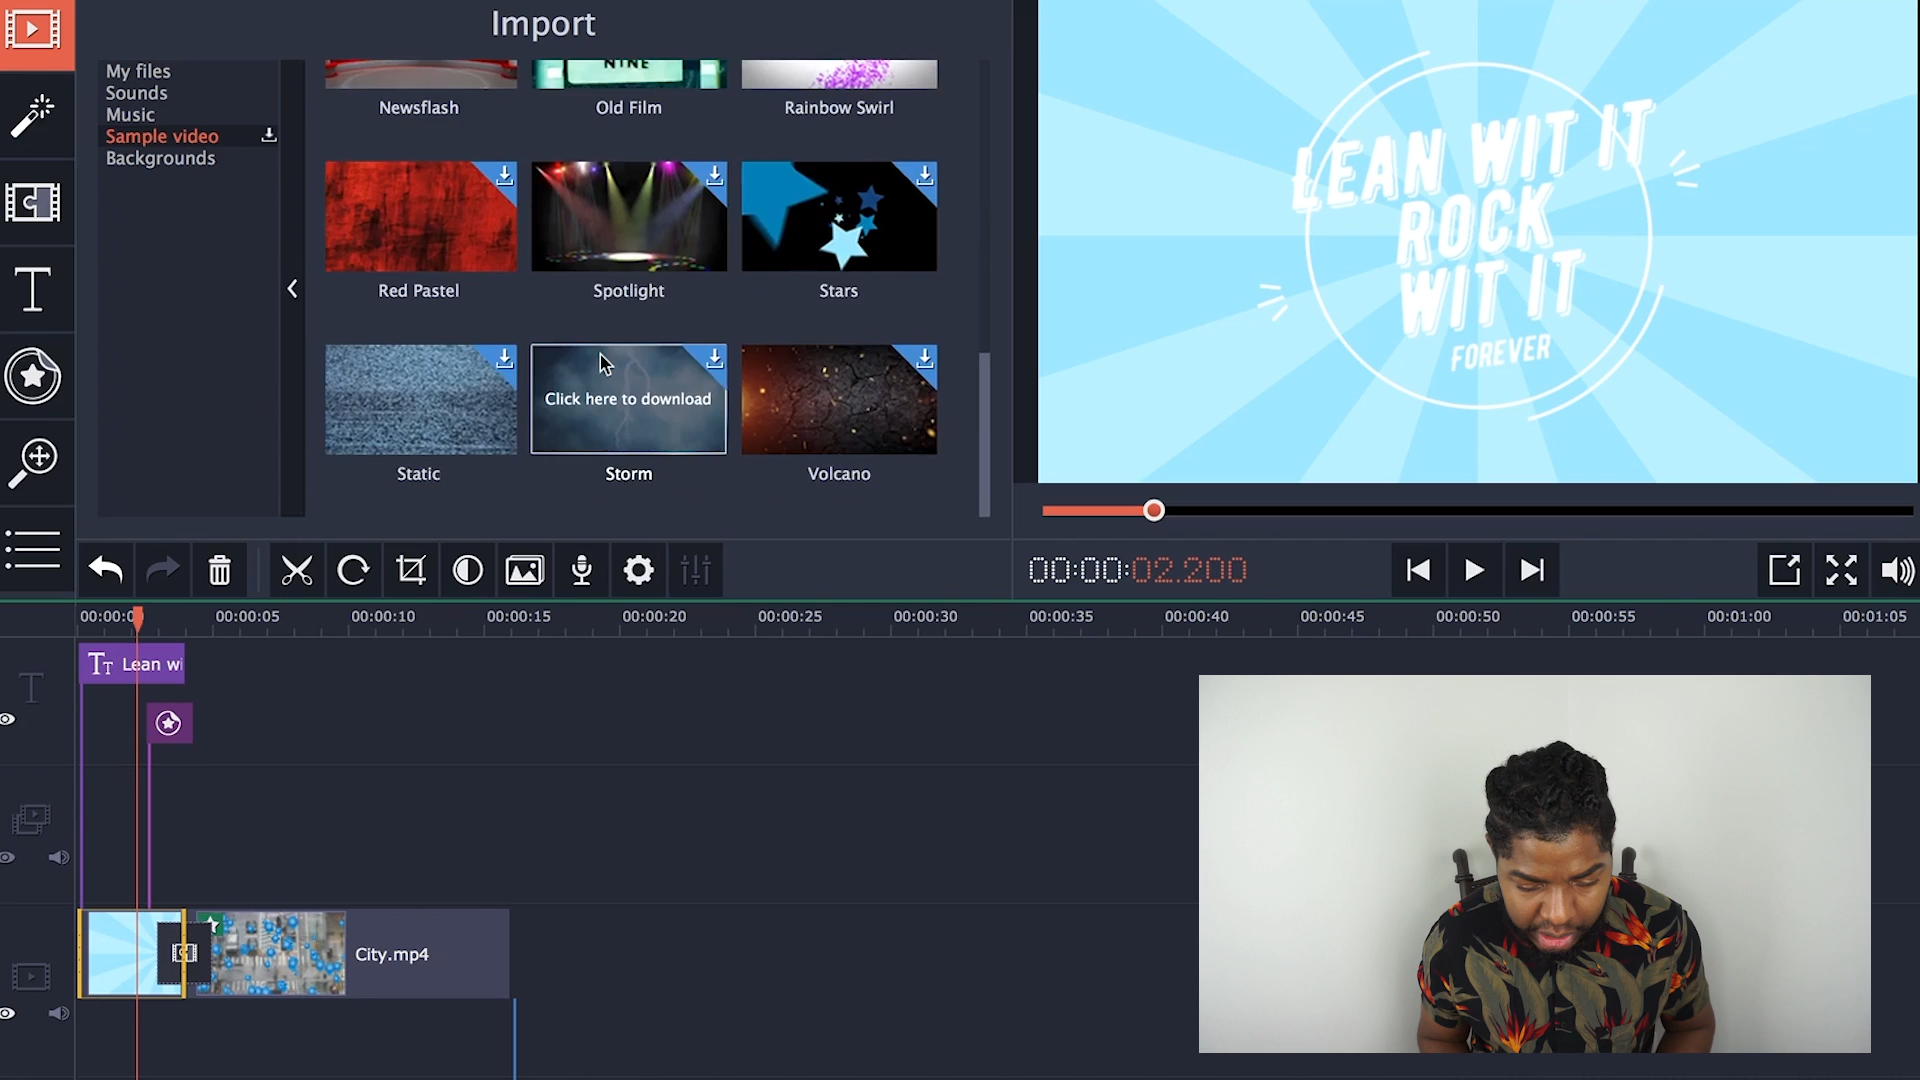 Import
My files
Sounds
Music
Sample video
Backgrounds
NINE
Newsflash
Old Film
Rainbow Swirl
Red Pastel
Spotlight
Stars
Click here to download
Static
Storm
Volcano
LEAN WIT IT
ROCK
WIT IT
FOREVER
00:00:02.200
00:00:0
00:00:05
00:00:10
00:00:15
00:00:20
00:00:25
00:00:30
00:00:35
00:00:40
00:00:45
00:00:50
00:00:55
00:01:00
00:01:05
Lean wi
City.mp4